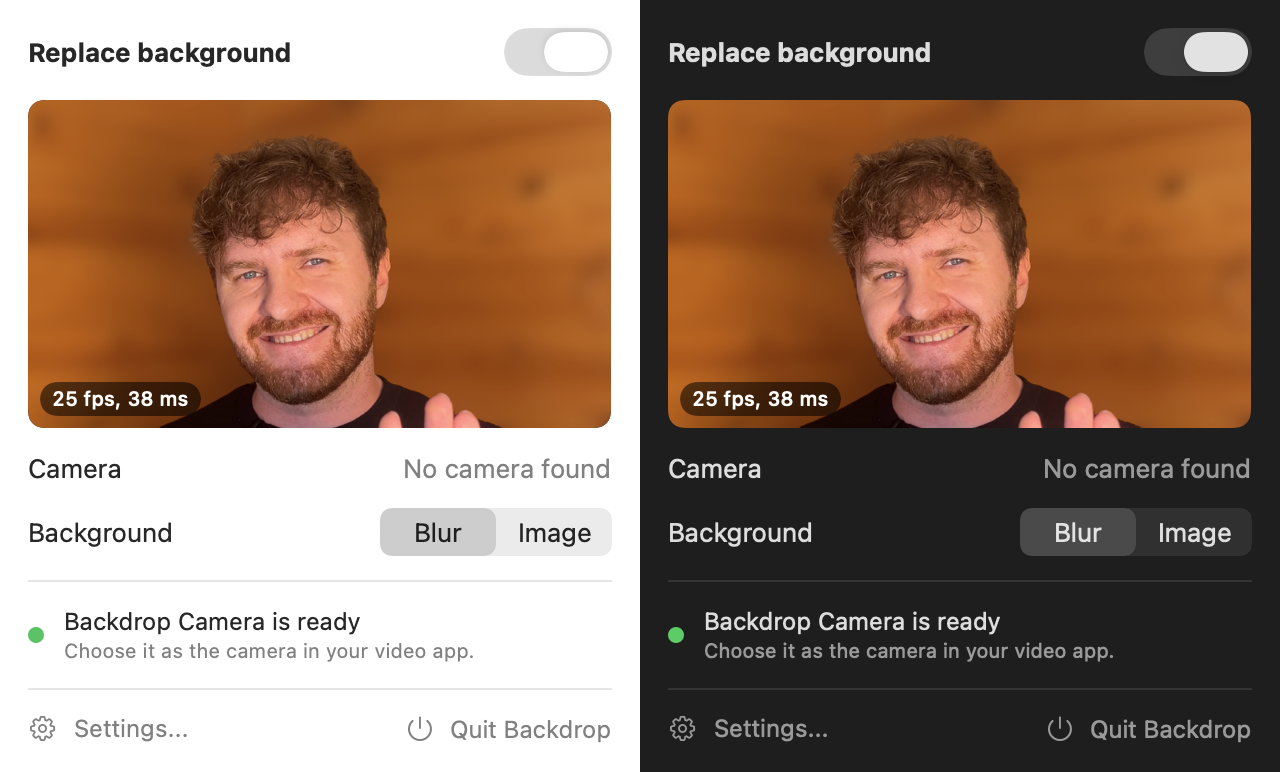 Replace background
25 fps, 38 ms
Camera No camera found
Background Blur Image
Backdrop Camera is ready
Choose it as the camera in your video app.
Settings... Quit Backdrop
Replace background
25 fps, 38 ms
Camera No camera found
Background Blur Image
Backdrop Camera is ready
Choose it as the camera in your video app.
Settings... Quit Backdrop